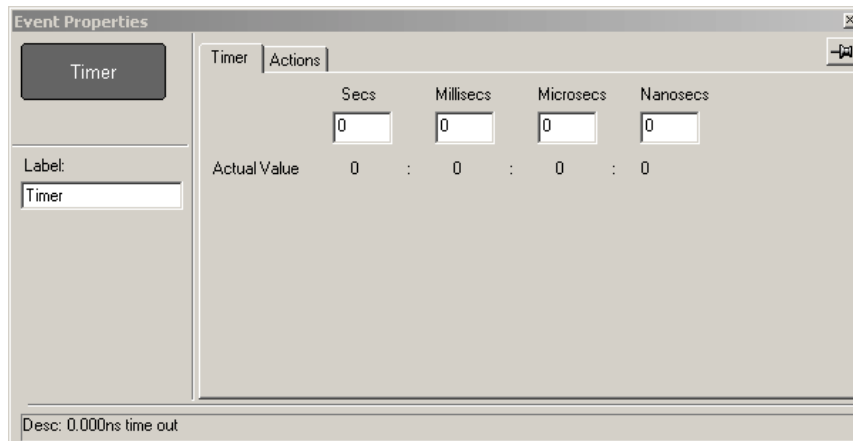 Event Properties
Timer
Label:
Timer
Timer Actions
Secs Millisecs Microsecs Nanosecs
0 0 0 0
Actual Value 0 : 0 : 0 : 0
Desc: 0.000ns time out